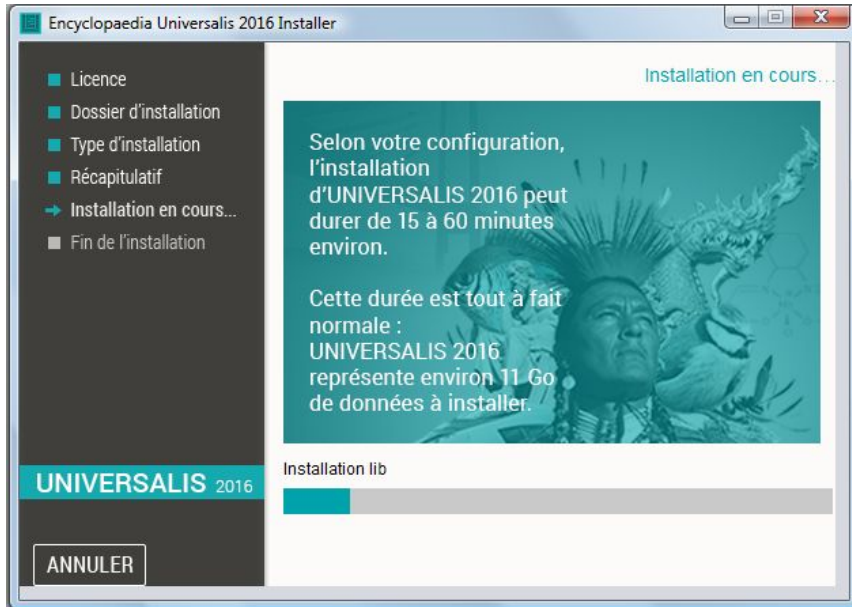 Encyclopaedia Universalis 2016 Installer
Licence
Dossier d'installation
Type d'installation
Récapitulatif
Installation en cours...
Fin de l'installation
UNIVERSALIS 2016
ANNULER
Installation en cours...
Selon votre configuration,
l'installation
d'UNIVERSALIS 2016 peut
durer de 15 à 60 minutes
environ.
Cette durée est tout à fait
normale :
UNIVERSALIS 2016
représente environ 11 Go
de données à installer.
Installation lib